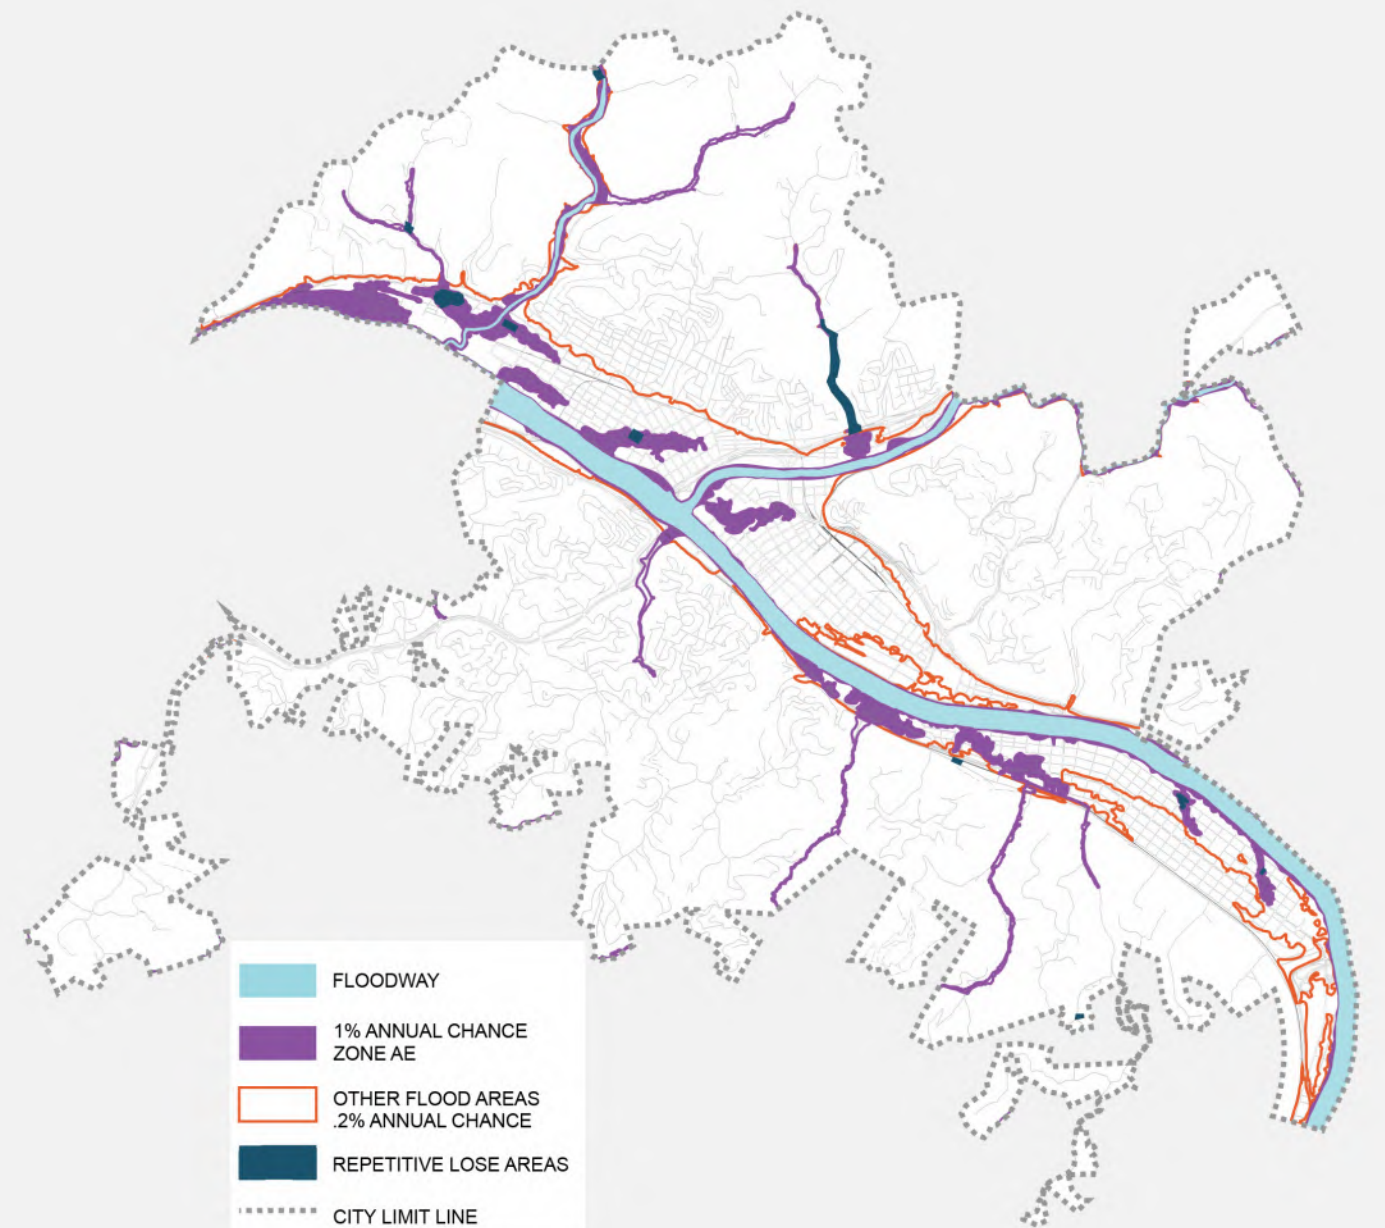 FLOODWAY
1% ANNUAL CHANCE
ZONE AE
OTHER FLOOD AREAS
.2% ANNUAL CHANCE
REPETITIVE LOSE AREAS
CITY LIMIT LINE